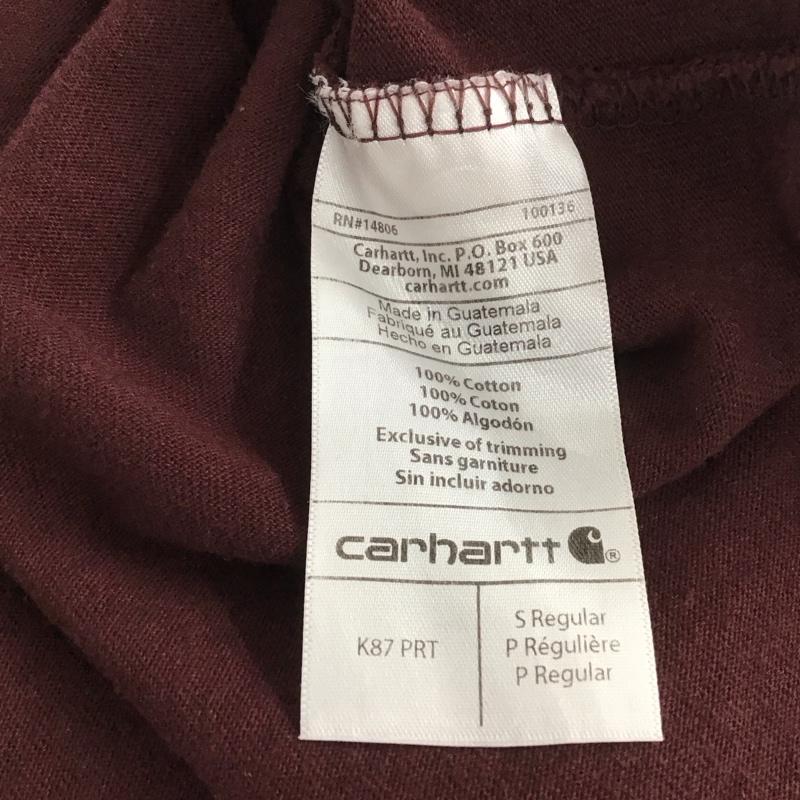 RN#14806 100136
Carhartt, Inc. P.O. Box 600
Dearborn, MI 48121 USA
carhartt.com
Made in Guatemala
Fabriqué au Guatemala
Hecho en Guatemala
100% Cotton
100% Coton
100% Algodón
Exclusive of trimming
Sans garniture
Sin incluir adorno
carhartt ®
K87 PRT
S Regular
P Régulière
P Regular